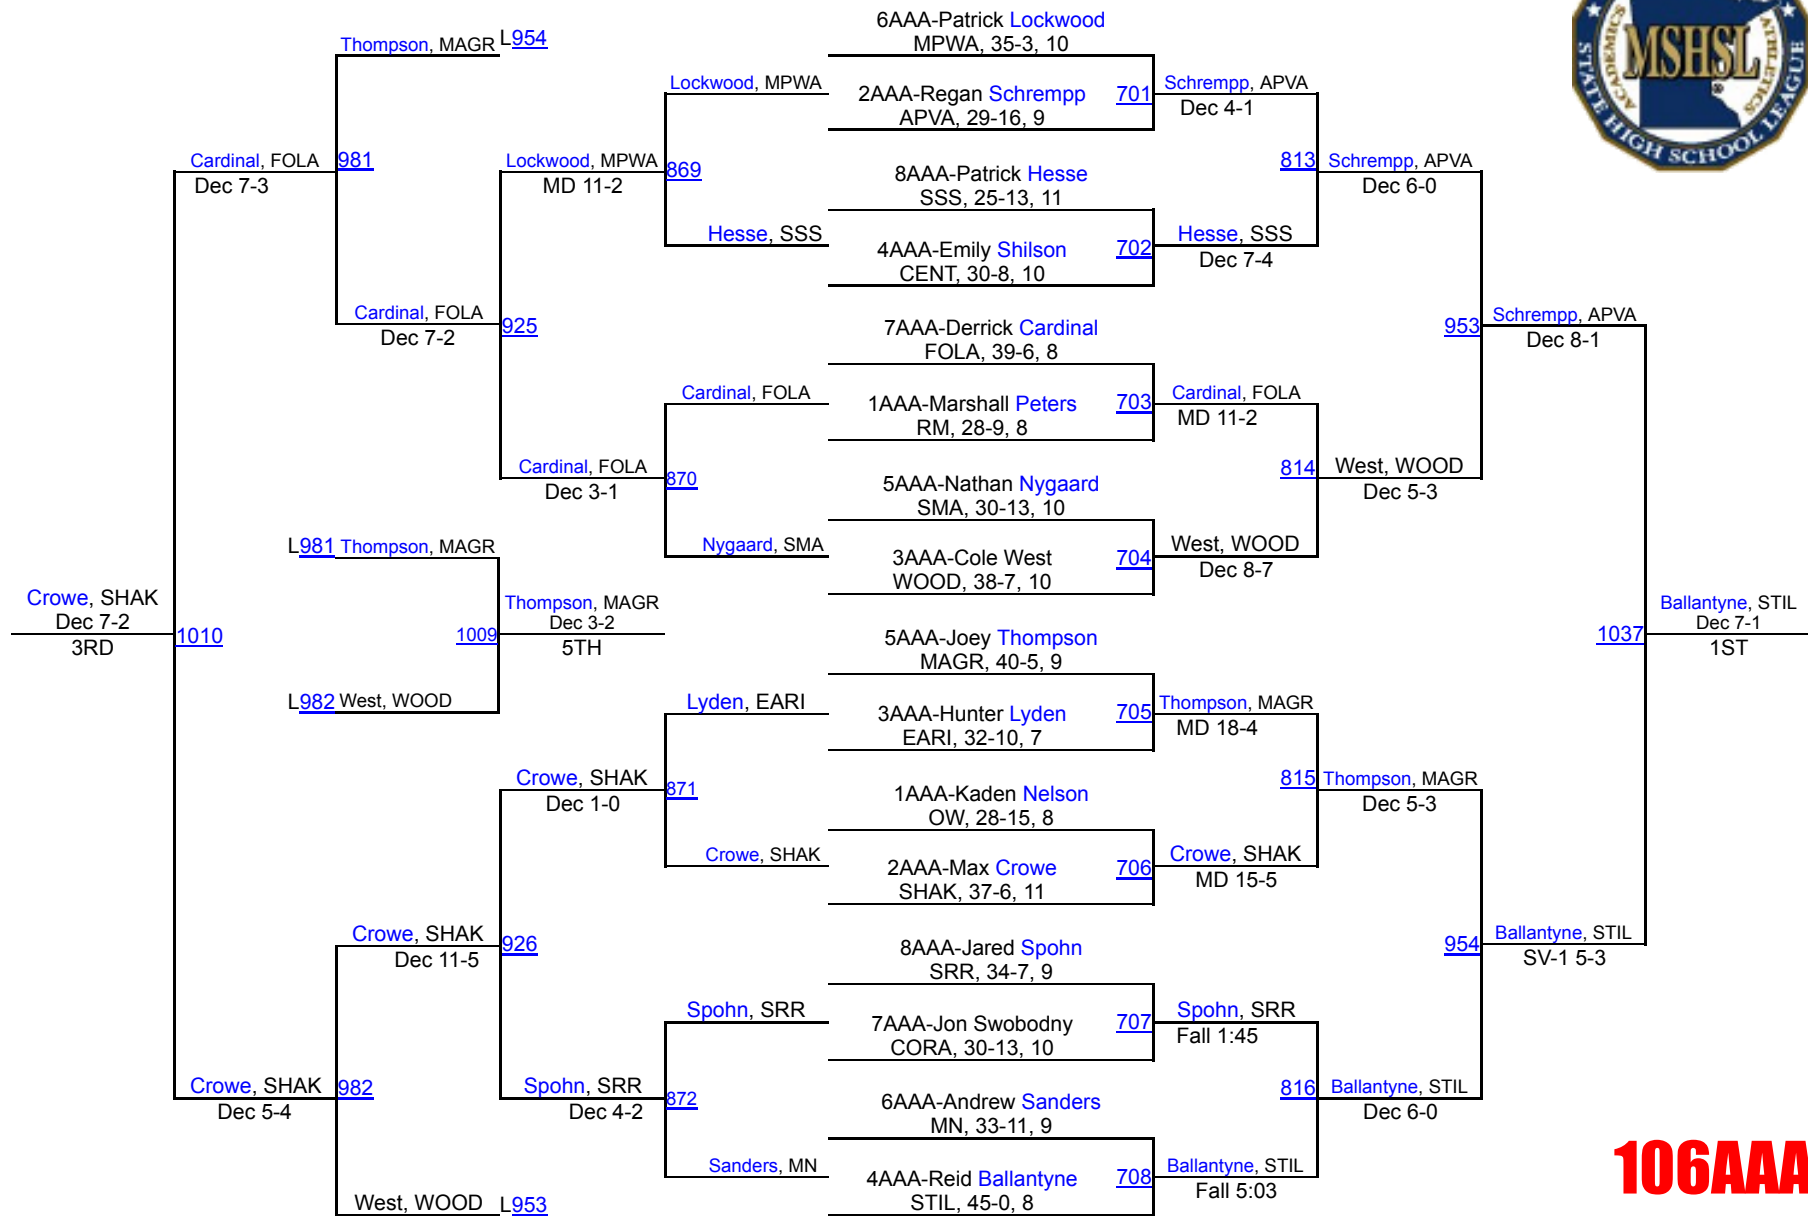 6AAA-Patrick Lockwood
MPWA, 35-3, 10
Thompson, MAGR L954
Lockwood, MPWA
2AAA-Regan Schrempp 701
APVA, 29-16, 9
Schrempp, APVA
Dec 4-1
Cardinal, FOLA 981
Dec 7-3
Lockwood, MPWA 869
MD 11-2
8AAA-Patrick Hesse
SSS, 25-13, 11
813 Schrempp, APVA
Dec 6-0
Hesse, SSS
4AAA-Emily Shilson 702
CENT, 30-8, 10
Hesse, SSS
Dec 7-4
Cardinal, FOLA 925
Dec 7-2
7AAA-Derrick Cardinal
FOLA, 39-6, 8
953 Schrempp, APVA
Dec 8-1
Cardinal, FOLA
1AAA-Marshall Peters 703
RM, 28-9, 8
Cardinal, FOLA
MD 11-2
Cardinal, FOLA 870
Dec 3-1
5AAA-Nathan Nygaard
SMA, 30-13, 10
814 West, WOOD
Dec 5-3
L981 Thompson, MAGR
Nygaard, SMA
3AAA-Cole West 704
WOOD, 38-7, 10
West, WOOD
Dec 8-7
Crowe, SHAK
Dec 7-2
3RD
1010
1009
Thompson, MAGR
Dec 3-2
5TH
5AAA-Joey Thompson
MAGR, 40-5, 9
1037
Ballantyne, STIL
Dec 7-1
1ST
L982 West, WOOD
Lyden, EARI
3AAA-Hunter Lyden 705
EARI, 32-10, 7
Thompson, MAGR
MD 18-4
Crowe, SHAK 871
Dec 1-0
1AAA-Kaden Nelson
OW, 28-15, 8
815 Thompson, MAGR
Dec 5-3
Crowe, SHAK
2AAA-Max Crowe 706
SHAK, 37-6, 11
Crowe, SHAK
MD 15-5
Crowe, SHAK 926
Dec 11-5
8AAA-Jared Spohn
SRR, 34-7, 9
954 Ballantyne, STIL
SV-1 5-3
Spohn, SRR
7AAA-Jon Swobodny 707
CORA, 30-13, 10
Spohn, SRR
Fall 1:45
Crowe, SHAK 982
Dec 5-4
Spohn, SRR 872
Dec 4-2
6AAA-Andrew Sanders
MN, 33-11, 9
816 Ballantyne, STIL
Dec 6-0
Sanders, MN
4AAA-Reid Ballantyne 708
STIL, 45-0, 8
Ballantyne, STIL
Fall 5:03
West, WOOD L953
106AAA
MSHSL
ACADEMICS
ATHLETICS
STATE HIGH SCHOOL LEAGUE